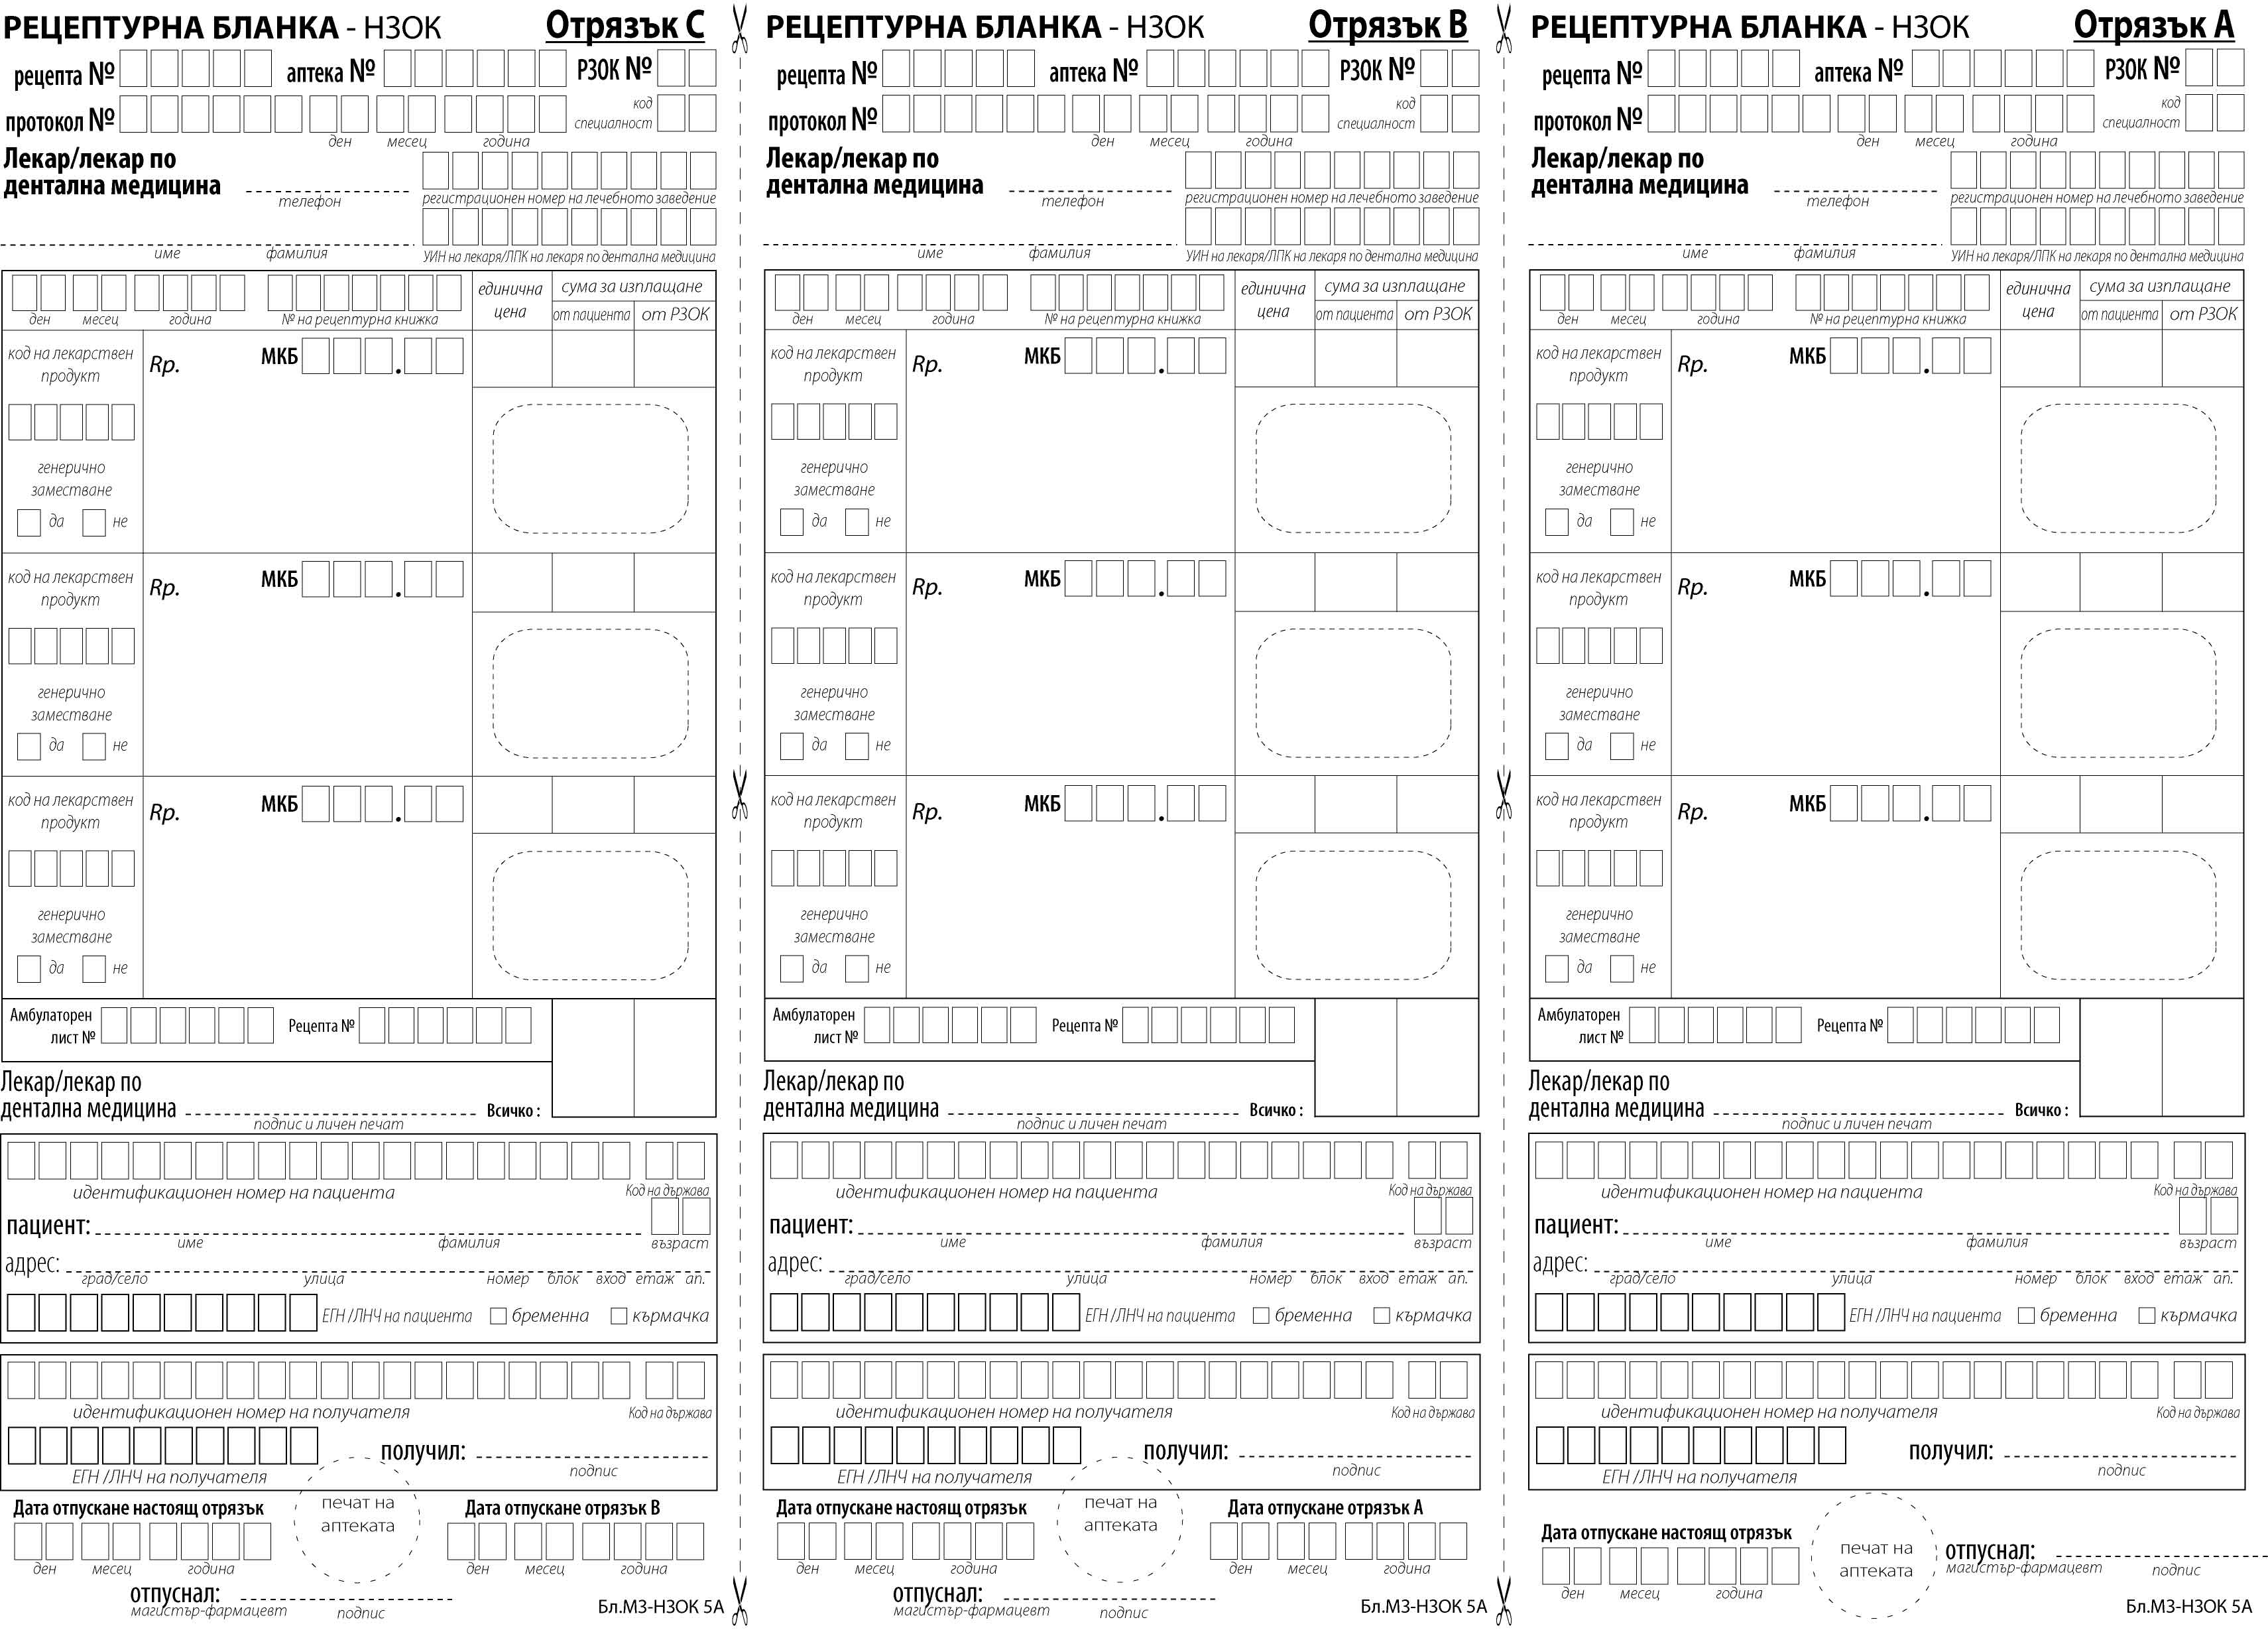 РЕЦЕПТУРНА БЛАНКА - НЗОК Отрязък С
рецепта № аптека № РЗОК №
протокол № код
специалност
ден месец година
Лекар/лекар по
дентална медицина
телефон регистрационен номер на лечебното заведение
име фамилия УИН на лекаря/ЛПК на лекаря по дентална медицина
единична сума за изплащане
цена от пациента от РЗОК
ден месец година № на рецептурна книжка
код на лекарствен Rp. МКБ .
продукт
генерично
заместване
да не
код на лекарствен Rp. МКБ .
продукт
генерично
заместване
да не
код на лекарствен Rp. МКБ .
продукт
генерично
заместване
да не
Амбулаторен Рецепта №
лист №
Лекар/лекар по
дентална медицина Всичко :
подпис и личен печат
идентификационен номер на пациента Код на държава
пациент:
име фамилия възраст
адрес:
град/село улица номер блок вход етаж ап.
ЕГН /ЛНЧ на пациента бременна кърмачка
идентификационен номер на получателя Код на държава
получил:
ЕГН /ЛНЧ на получателя подпис
Дата отпускане настоящ отрязък печат на Дата отпускане отрязък В
аптеката
ден месец година ден месец година
отпуснал:
магистър-фармацевт подпис Бл.МЗ-НЗОК 5А
РЕЦЕПТУРНА БЛАНКА - НЗОК Отрязък В
рецепта № аптека № РЗОК №
протокол № код
специалност
ден месец година
Лекар/лекар по
дентална медицина
телефон регистрационен номер на лечебното заведение
име фамилия УИН на лекаря/ЛПК на лекаря по дентална медицина
единична сума за изплащане
цена от пациента от РЗОК
ден месец година № на рецептурна книжка
код на лекарствен Rp. МКБ .
продукт
генерично
заместване
да не
код на лекарствен Rp. МКБ .
продукт
генерично
заместване
да не
код на лекарствен Rp. МКБ .
продукт
генерично
заместване
да не
Амбулаторен Рецепта №
лист №
Лекар/лекар по
дентална медицина Всичко :
подпис и личен печат
идентификационен номер на пациента Код на държава
пациент:
име фамилия възраст
адрес:
град/село улица номер блок вход етаж ап.
ЕГН /ЛНЧ на пациента бременна кърмачка
идентификационен номер на получателя Код на държава
получил:
ЕГН /ЛНЧ на получателя подпис
Дата отпускане настоящ отрязък печат на Дата отпускане отрязък А
аптеката
ден месец година ден месец година
отпуснал:
магистър-фармацевт подпис Бл.МЗ-НЗОК 5А
РЕЦЕПТУРНА БЛАНКА - НЗОК Отрязък А
рецепта № аптека № РЗОК №
протокол № код
специалност
ден месец година
Лекар/лекар по
дентална медицина
телефон регистрационен номер на лечебното заведение
име фамилия УИН на лекаря/ЛПК на лекаря по дентална медицина
единична сума за изплащане
цена от пациента от РЗОК
ден месец година № на рецептурна книжка
код на лекарствен Rp. МКБ .
продукт
генерично
заместване
да не
код на лекарствен Rp. МКБ .
продукт
генерично
заместване
да не
код на лекарствен Rp. МКБ .
продукт
генерично
заместване
да не
Амбулаторен Рецепта №
лист №
Лекар/лекар по
дентална медицина Всичко :
подпис и личен печат
идентификационен номер на пациента Код на държава
пациент:
име фамилия възраст
адрес:
град/село улица номер блок вход етаж ап.
ЕГН /ЛНЧ на пациента бременна кърмачка
идентификационен номер на получателя Код на държава
получил:
ЕГН /ЛНЧ на получателя подпис
Дата отпускане настоящ отрязък печат на отпуснал:
аптеката магистър-фармацевт подпис
ден месец година
Бл.МЗ-НЗОК 5А